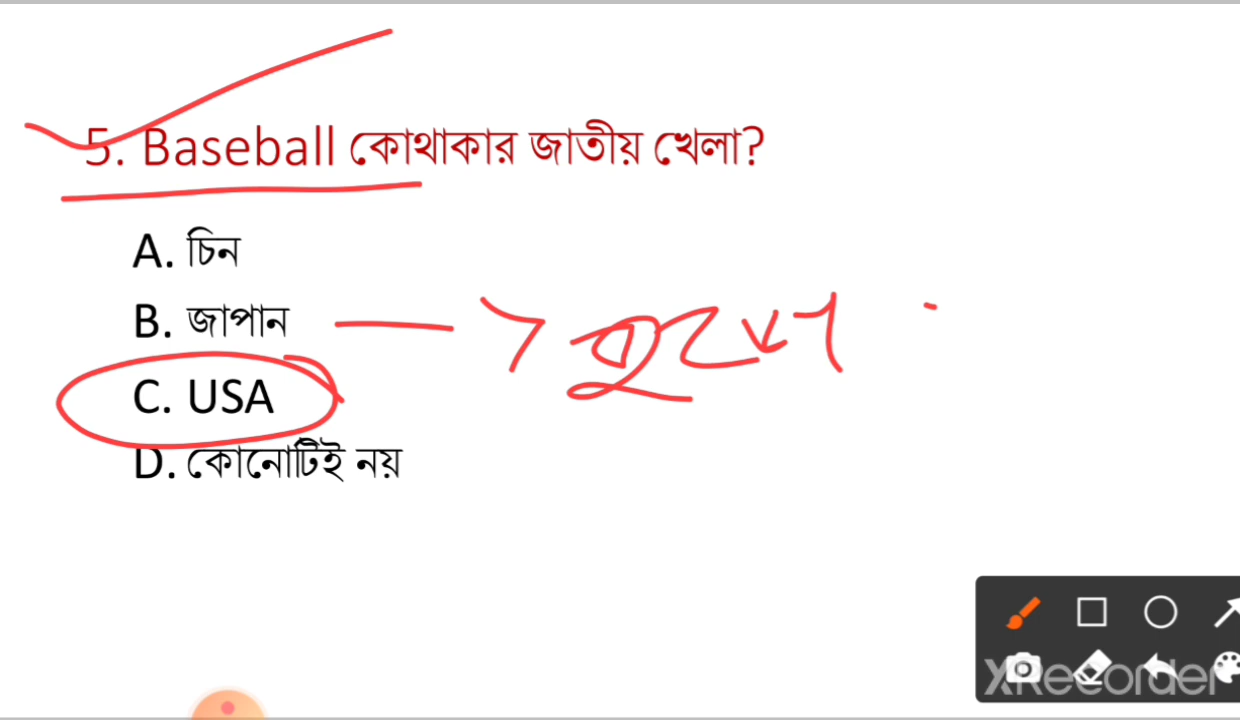 5. Baseball কোথাকার জাতীয় খেলা?
A. চিন
B. জাপান
C. USA
D. কোনোটিই নয়
XRecorder